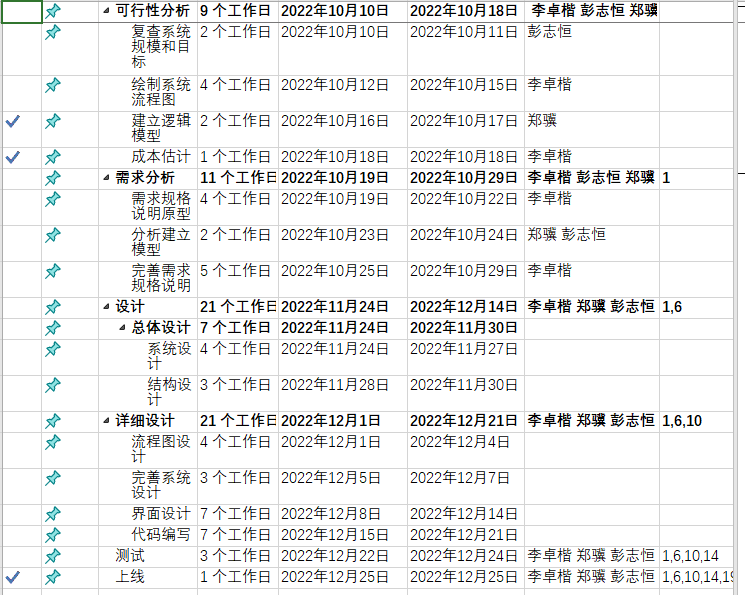 可行性分析 9 个工作日 2022年10月10日 2022年10月18日 李卓楷 彭志恒 郑骥
复查系统规模和目标 2 个工作日 2022年10月10日 2022年10月11日 彭志恒
绘制系统流程图 4 个工作日 2022年10月12日 2022年10月15日 李卓楷
建立逻辑模型 2 个工作日 2022年10月16日 2022年10月17日 郑骥
成本估计 1 个工作日 2022年10月18日 2022年10月18日 李卓楷
需求分析 11 个工作日 2022年10月19日 2022年10月29日 李卓楷 彭志恒 郑骥 1
需求规格说明原型 4 个工作日 2022年10月19日 2022年10月22日 李卓楷
分析建立模型 2 个工作日 2022年10月23日 2022年10月24日 郑骥 彭志恒
完善需求规格说明 5 个工作日 2022年10月25日 2022年10月29日 李卓楷
设计 21 个工作日 2022年11月24日 2022年12月14日 李卓楷 郑骥 彭志恒 1,6
总体设计 7 个工作日 2022年11月24日 2022年11月30日
系统设计 4 个工作日 2022年11月24日 2022年11月27日
结构设计 3 个工作日 2022年11月28日 2022年11月30日
详细设计 21 个工作日 2022年12月1日 2022年12月21日 李卓楷 郑骥 彭志恒 1,6,10
流程图设计 4 个工作日 2022年12月1日 2022年12月4日
完善系统设计 3 个工作日 2022年12月5日 2022年12月7日
界面设计 7 个工作日 2022年12月8日 2022年12月14日
代码编写 7 个工作日 2022年12月15日 2022年12月21日
测试 3 个工作日 2022年12月22日 2022年12月24日 李卓楷 郑骥 彭志恒 1,6,10,14
上线 1 个工作日 2022年12月25日 2022年12月25日 李卓楷 郑骥 彭志恒 1,6,10,14,19